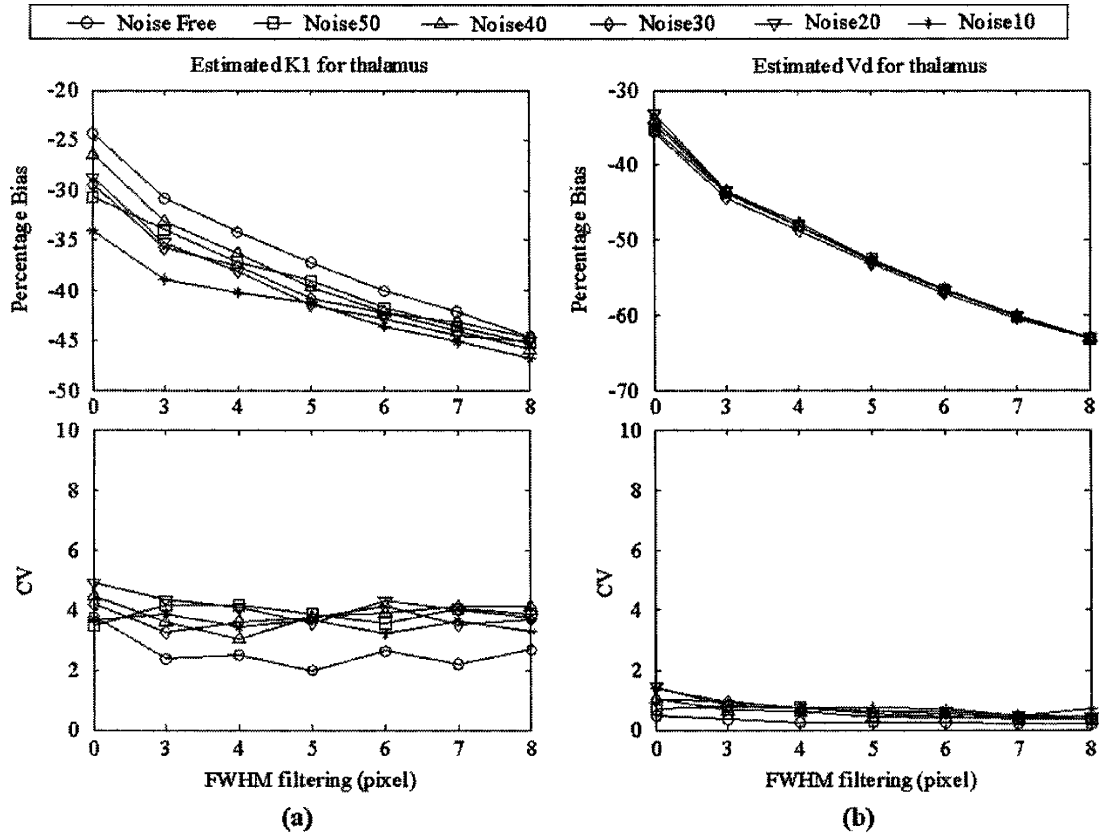 Noise Free Noise50 Noise40 Noise30 Noise20 Noise10
Estimated K1 for thalamus
Percentage Bias
-20
-25
-30
-35
-40
-45
-50
0 3 4 5 6 7 8
Estimated Vd for thalamus
Percentage Bias
-30
-40
-50
-60
-70
0 3 4 5 6 7 8
CV
10
8
6
4
2
0
0 3 4 5 6 7 8
FWHM filtering (pixel)
(a)
CV
10
8
6
4
2
0
0 3 4 5 6 7 8
FWHM filtering (pixel)
(b)